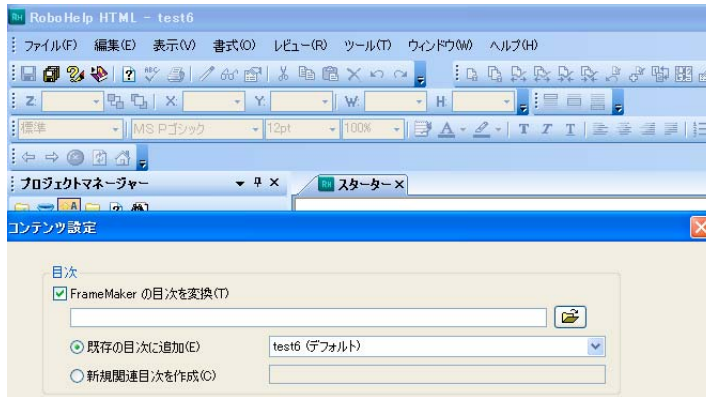 RoboHelp HTML - test6
ファイル(F) 編集(E) 表示(V) 書式(O) レビュー(R) ツール(T) ウィンドウ(W) ヘルプ(H)
Z: X: Y: W: H:
標準 MS Pゴシック 12pt 100%
プロジェクトマネージャー スターター
コンテンツ設定
目次
FrameMaker の目次を変換(T)
既存の目次に追加(E) test6 (デフォルト)
新規関連目次を作成(C)